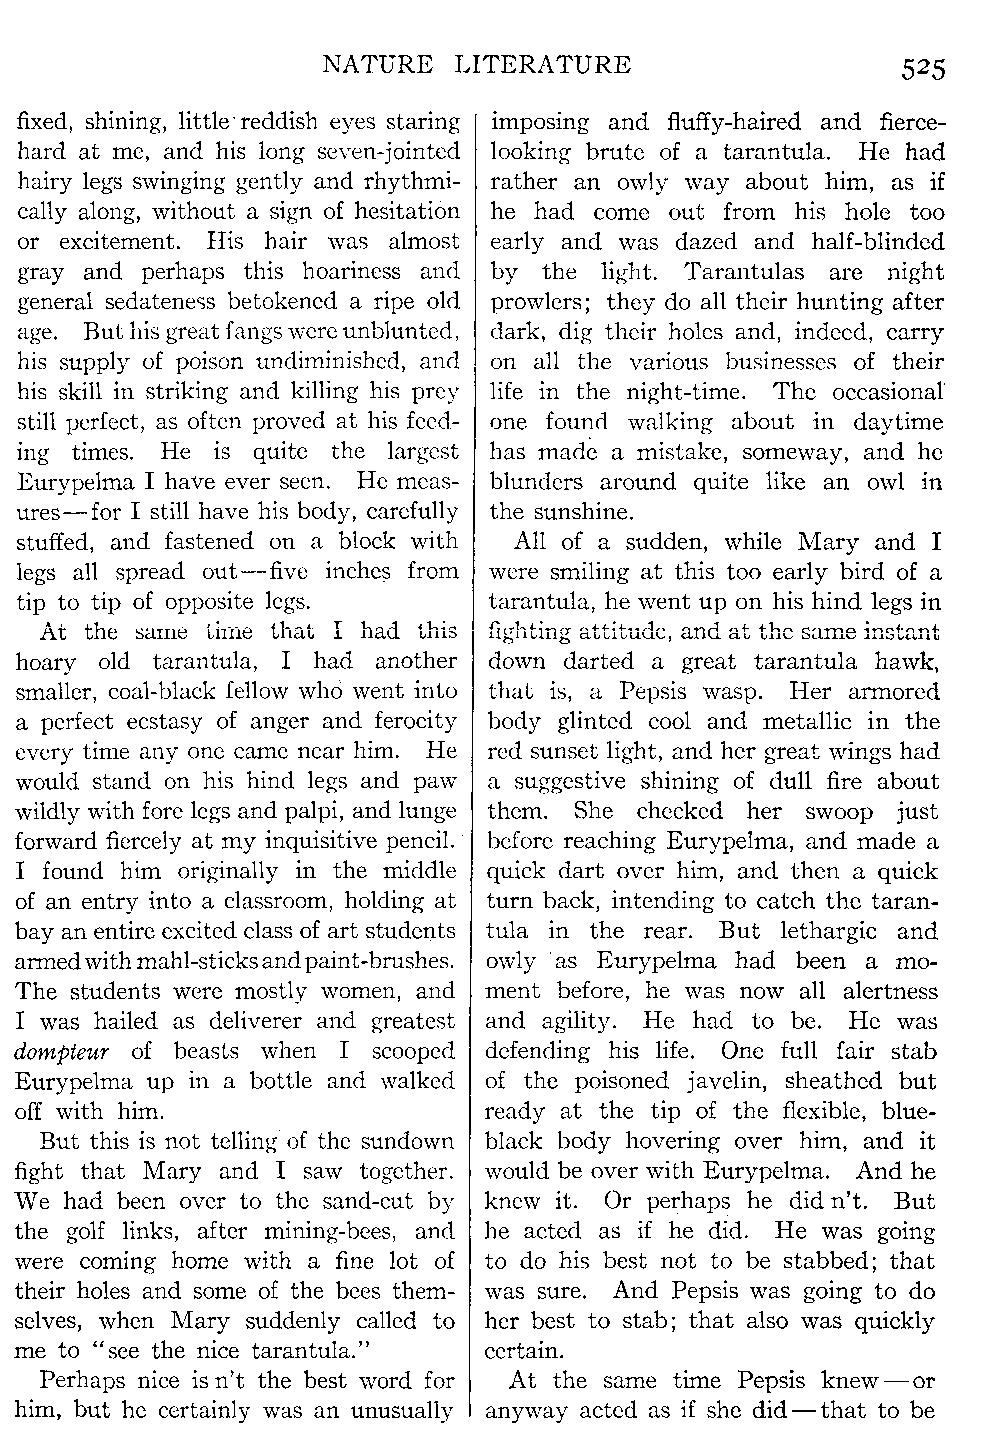 NATURE LITERATURE 525
fixed, shining, little reddish eyes staring
hard at me, and his long seven-jointed
hairy legs swinging gently and rhythmi-
cally along, without a sign of hesitation
or excitement. His hair was almost
gray and perhaps this hoariness and
general sedateness betokened a ripe old
age. But his great fangs were unblunted,
his supply of poison undiminished, and
his skill in striking and killing his prey
still perfect, as often proved at his feed-
ing times. He is quite the largest
Eurypelma I have ever seen. He meas-
ures—for I still have his body, carefully
stuffed, and fastened on a block with
legs all spread out—five inches from
tip to tip of opposite legs.
At the same time that I had this
hoary old tarantula, I had another
smaller, coal-black fellow who went into
a perfect ecstasy of anger and ferocity
every time any one came near him. He
would stand on his hind legs and paw
wildly with fore legs and palpi, and lunge
forward fiercely at my inquisitive pencil.
I found him originally in the middle
of an entry into a classroom, holding at
bay an entire excited class of art students
armed with mahl-sticks and paint-brushes.
The students were mostly women, and
I was hailed as deliverer and greatest
dompteur of beasts when I scooped
Eurypelma up in a bottle and walked
off with him.
But this is not telling of the sundown
fight that Mary and I saw together.
We had been over to the sand-cut by
the golf links, after mining-bees, and
were coming home with a fine lot of
their holes and some of the bees them-
selves, when Mary suddenly called to
me to "see the nice tarantula."
Perhaps nice is n't the best word for
him, but he certainly was an unusually
imposing and fluffy-haired and fierce-
looking brute of a tarantula. He had
rather an owly way about him, as if
he had come out from his hole too
early and was dazed and half-blinded
by the light. Tarantulas are night
prowlers; they do all their hunting after
dark, dig their holes and, indeed, carry
on all the various businesses of their
life in the night-time. The occasional
one found walking about in daytime
has made a mistake, someway, and he
blunders around quite like an owl in
the sunshine.
All of a sudden, while Mary and I
were smiling at this too early bird of a
tarantula, he went up on his hind legs in
fighting attitude, and at the same instant
down darted a great tarantula hawk,
that is, a Pepsis wasp. Her armored
body glinted cool and metallic in the
red sunset light, and her great wings had
a suggestive shining of dull fire about
them. She checked her swoop just
before reaching Eurypelma, and made a
quick dart over him, and then a quick
turn back, intending to catch the taran-
tula in the rear. But lethargic and
owly as Eurypelma had been a mo-
ment before, he was now all alertness
and agility. He had to be. He was
defending his life. One full fair stab
of the poisoned javelin, sheathed but
ready at the tip of the flexible, blue-
black body hovering over him, and it
would be over with Eurypelma. And he
knew it. Or perhaps he did n't. But
he acted as if he did. He was going
to do his best not to be stabbed; that
was sure. And Pepsis was going to do
her best to stab; that also was quickly
certain.
At the same time Pepsis knew—or
anyway acted as if she did—that to be